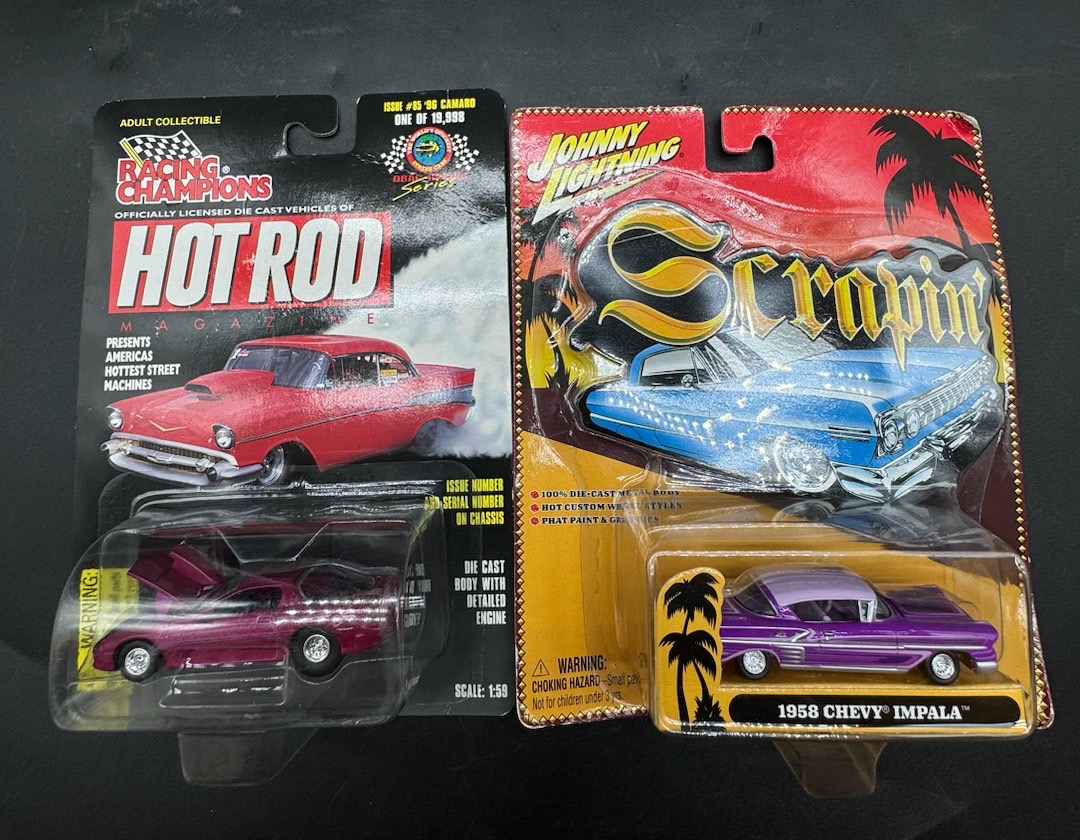 ADULT COLLECTIBLE
ISSUE #85 '96 CAMARO
ONE OF 19,998
RACING
CHAMPIONS®
Series
OFFICIALLY LICENSED DIE CAST VEHICLES OF
HOT ROD
MAGAZINE
PRESENTS
AMERICAS
HOTTEST STREET
MACHINES
ISSUE NUMBER
AND SERIAL NUMBER
ON CHASSIS
DIE CAST
BODY WITH
DETAILED
ENGINE
WARNING:
SCALE: 1:59
JOHNNY
LIGHTNING®
Scrapin'
100% DIE-CAST METAL BODY
HOT CUSTOM WHEEL STYLES
PHAT PAINT & GRAPHICS
WARNING:
CHOKING HAZARD—Small
Not for children under 3 yrs.
1958 CHEVY® IMPALA™